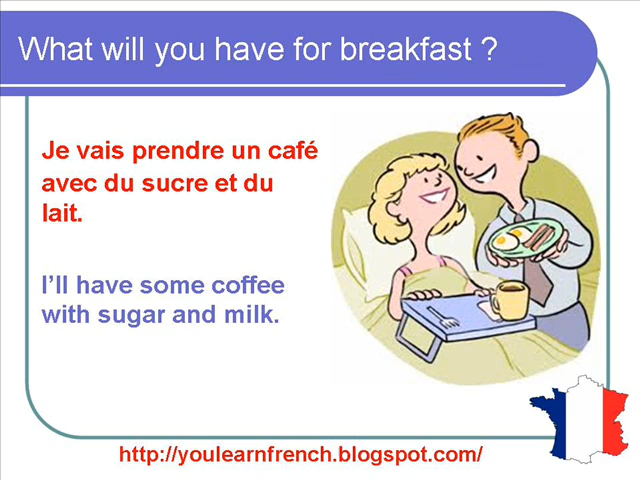 What will you have for breakfast ?
Je vais prendre un café
avec du sucre et du
lait.
I'll have some coffee
with sugar and milk.
http://youlearnfrench.blogspot.com/